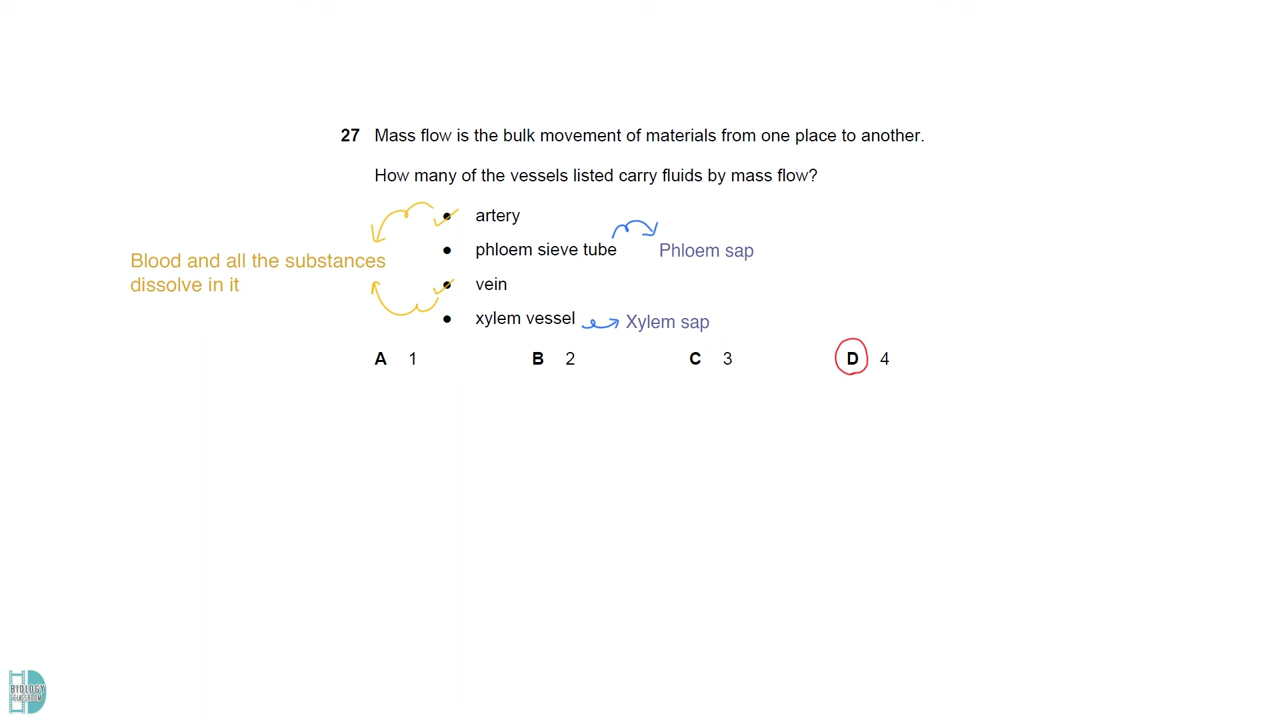 27 Mass flow is the bulk movement of materials from one place to another.
How many of the vessels listed carry fluids by mass flow?
• artery
• phloem sieve tube
Phloem sap
Blood and all the substances
dissolve in it
• vein
• xylem vessel
Xylem sap
A 1 B 2 C 3 D 4
BIOLOGY
CLASSROOM